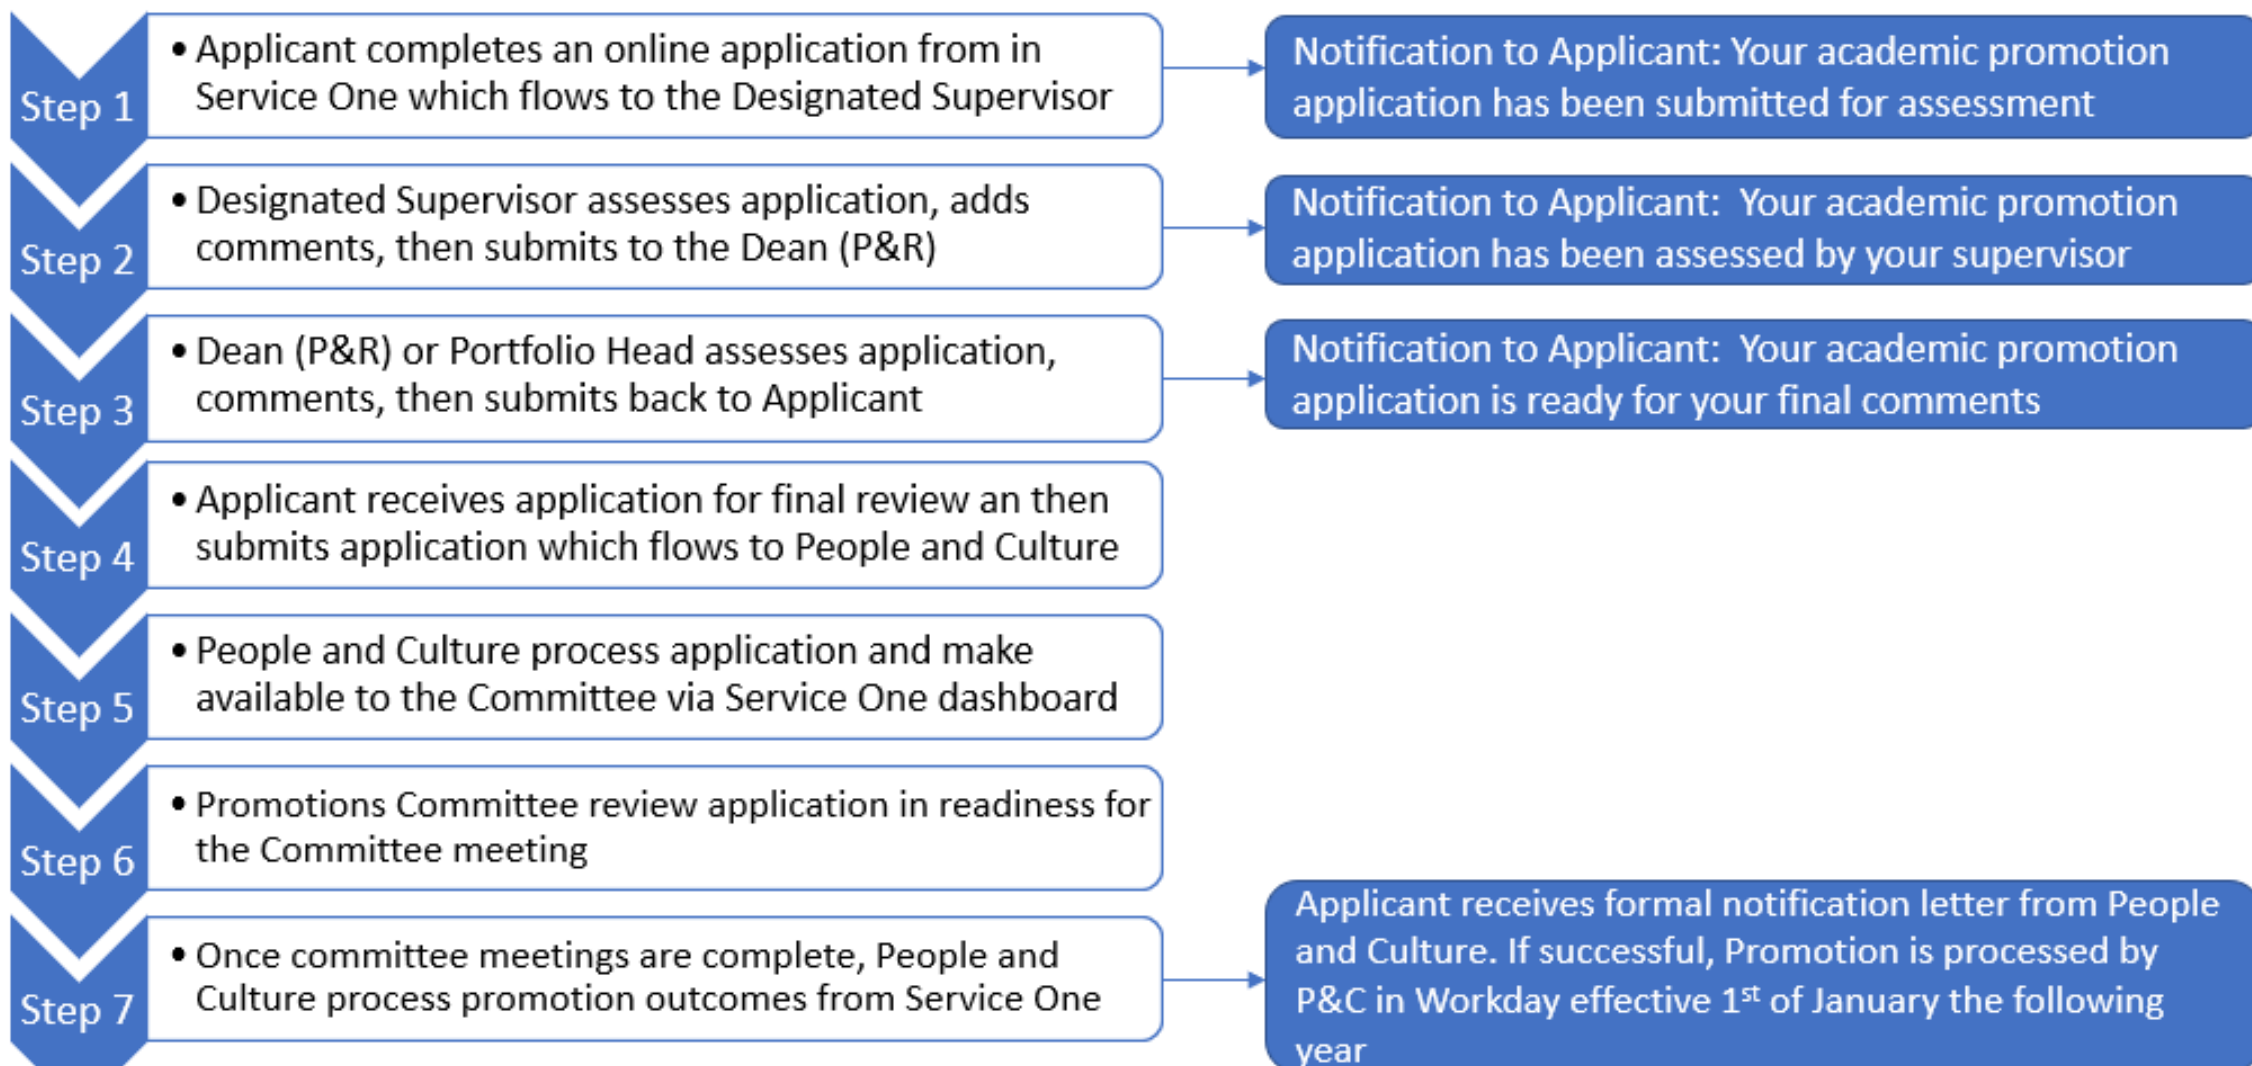 Step 1
• Applicant completes an online application from in
Service One which flows to the Designated Supervisor
Notification to Applicant: Your academic promotion
application has been submitted for assessment
Step 2
• Designated Supervisor assesses application, adds
comments, then submits to the Dean (P&R)
Notification to Applicant:  Your academic promotion
application has been assessed by your supervisor
Step 3
• Dean (P&R) or Portfolio Head assesses application,
comments, then submits back to Applicant
Notification to Applicant:  Your academic promotion
application is ready for your final comments
Step 4
• Applicant receives application for final review an then
submits application which flows to People and Culture
Step 5
• People and Culture process application and make
available to the Committee via Service One dashboard
Step 6
• Promotions Committee review application in readiness for
the Committee meeting
Step 7
• Once committee meetings are complete, People and
Culture process promotion outcomes from Service One
Applicant receives formal notification letter from People
and Culture. If successful, Promotion is processed by
P&C in Workday effective 1st of January the following
year